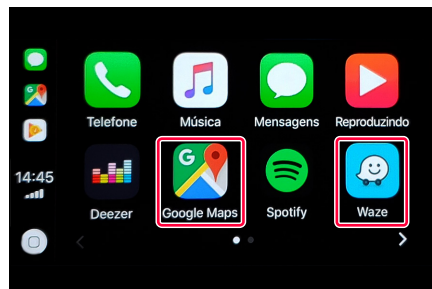 Telefone
Música
Mensagens
Reproduzindo
14:45
Deezer
G
Google Maps
Spotify
Waze